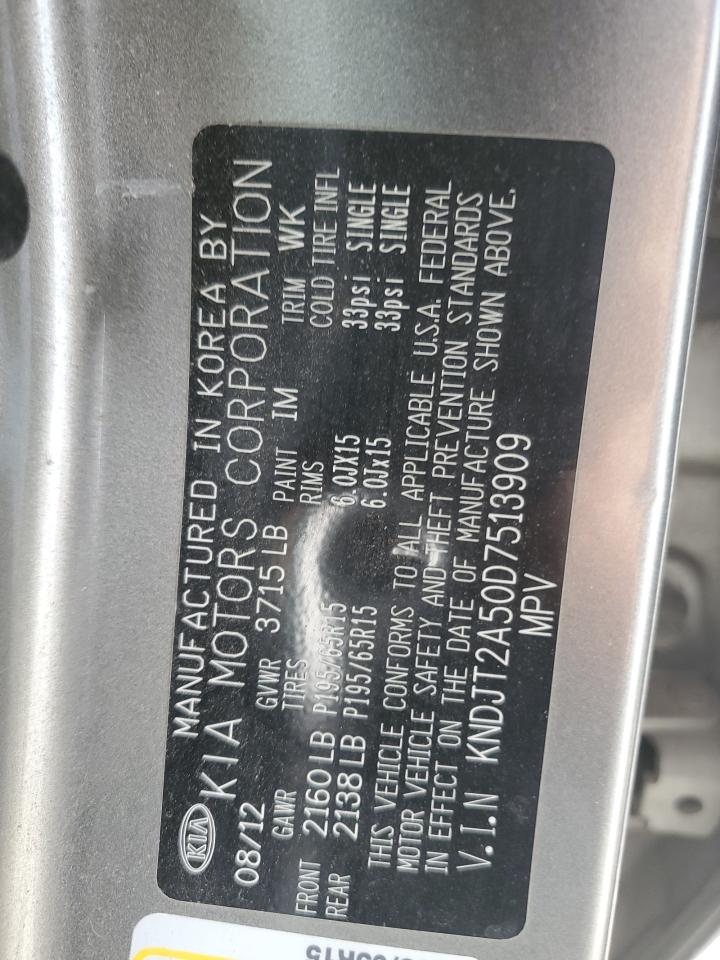 MANUFACTURED IN KOREA BY
KIA KIA MOTORS CORPORATION
08/12 GVWR 3715 LB PAINT IM TRIM WK
GAWR TIRES RIMS COLD TIRE INFL
FRONT 2160 LB P195/65R15 6.0JX15 33psi SINGLE
REAR 2138 LB P195/65R15 6.0Jx15 33psi SINGLE
THIS VEHICLE CONFORMS TO ALL APPLICABLE U.S.A. FEDERAL
MOTOR VEHICLE SAFETY AND THEFT PREVENTION STANDARDS
IN EFFECT ON THE DATE OF MANUFACTURE SHOWN ABOVE.
V.I.N KNDJTT2A50D7513909
MPV